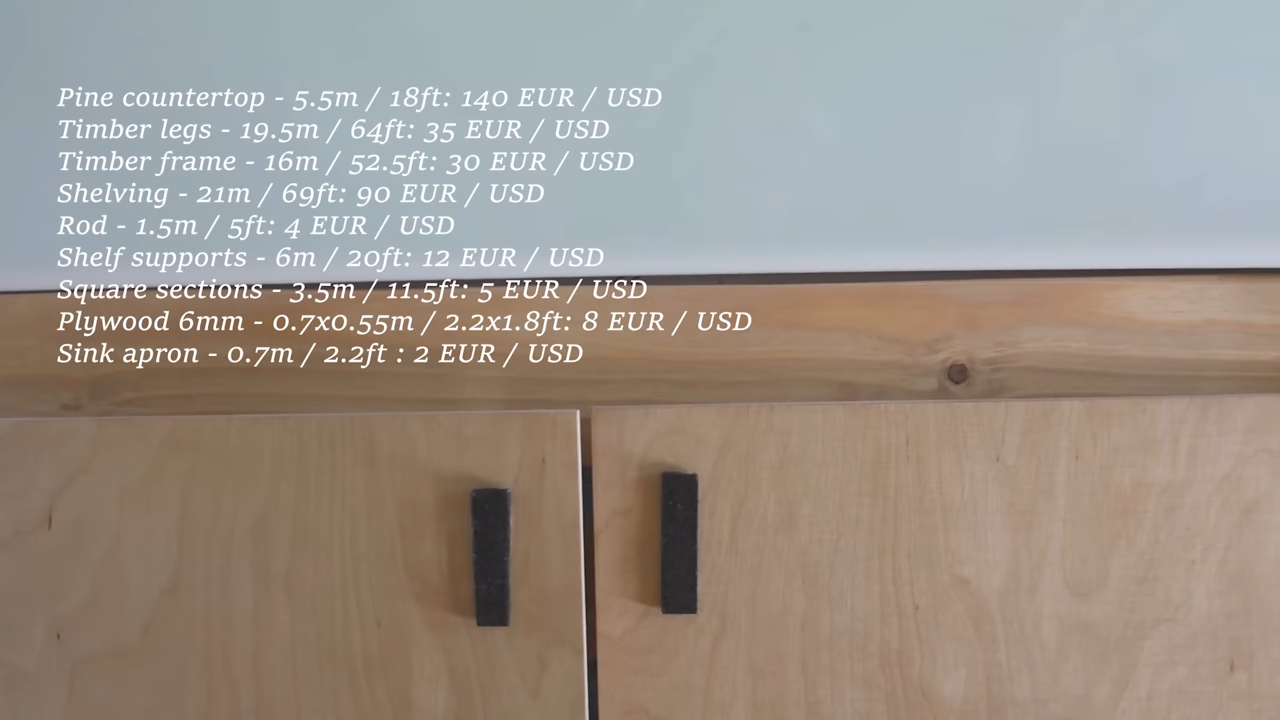 Pine countertop - 5.5m / 18ft: 140 EUR / USD
Timber legs - 19.5m / 64ft: 35 EUR / USD
Timber frame - 16m / 52.5ft: 30 EUR / USD
Shelving - 21m / 69ft: 90 EUR / USD
Rod - 1.5m / 5ft: 4 EUR / USD
Shelf supports - 6m / 20ft: 12 EUR / USD
Square sections - 3.5m / 11.5ft: 5 EUR / USD
Plywood 6mm - 0.7x0.55m / 2.2x1.8ft: 8 EUR / USD
Sink apron - 0.7m / 2.2ft : 2 EUR / USD